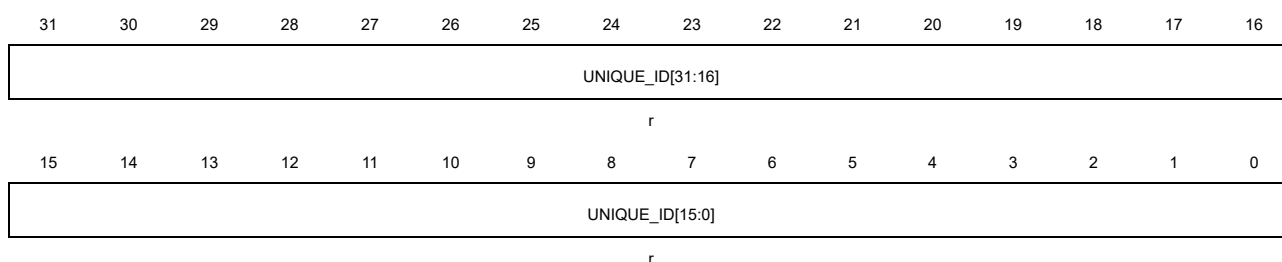 31 30 29 28 27 26 25 24 23 22 21 20 19 18 17 16
UNIQUE_ID[31:16]
r
15 14 13 12 11 10 9 8 7 6 5 4 3 2 1 0
UNIQUE_ID[15:0]
r